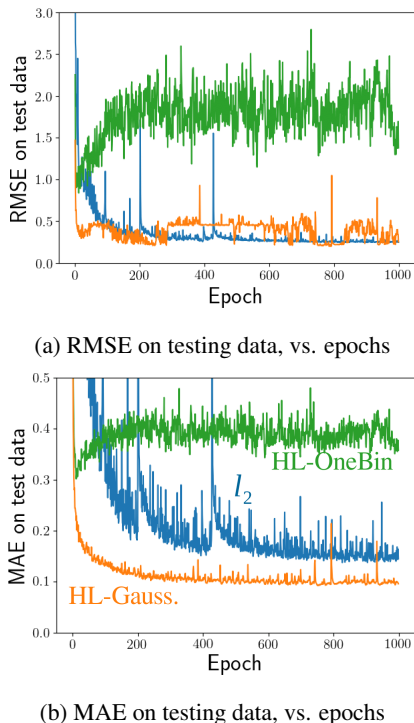 3.0
2.5
2.0
1.5
1.0
0.5
0.0
RMSE on test data
0 200 400 600 800 1000
Epoch
(a) RMSE on testing data, vs. epochs
0.5
0.4
0.3
0.2
0.1
0.0
MAE on test data
HL-OneBin
l2
HL-Gauss.
0 200 400 600 800 1000
Epoch
(b) MAE on testing data, vs. epochs